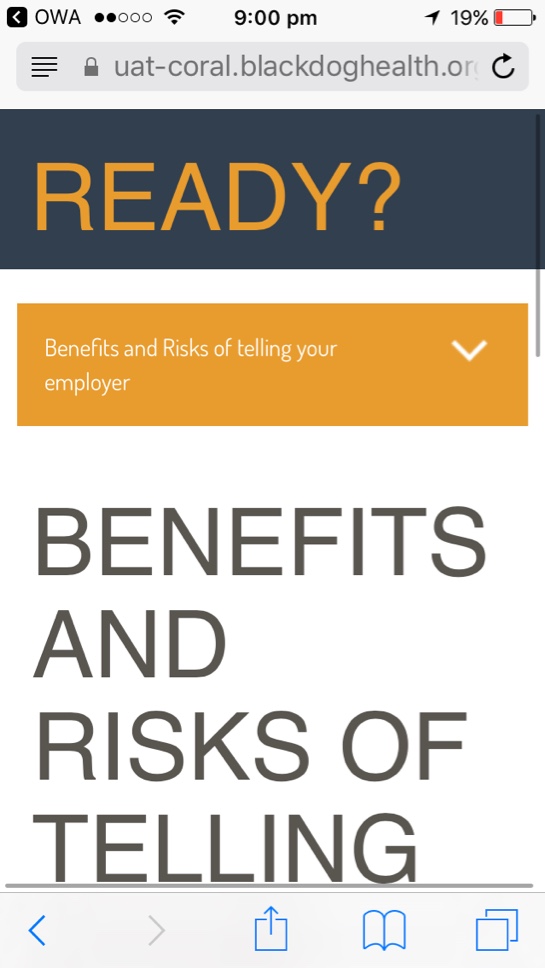 OWA 9:00 pm 19%
uat-coral.blackdoghealth.org
READY?
Benefits and Risks of telling your
employer
BENEFITS
AND
RISKS OF
TELLING